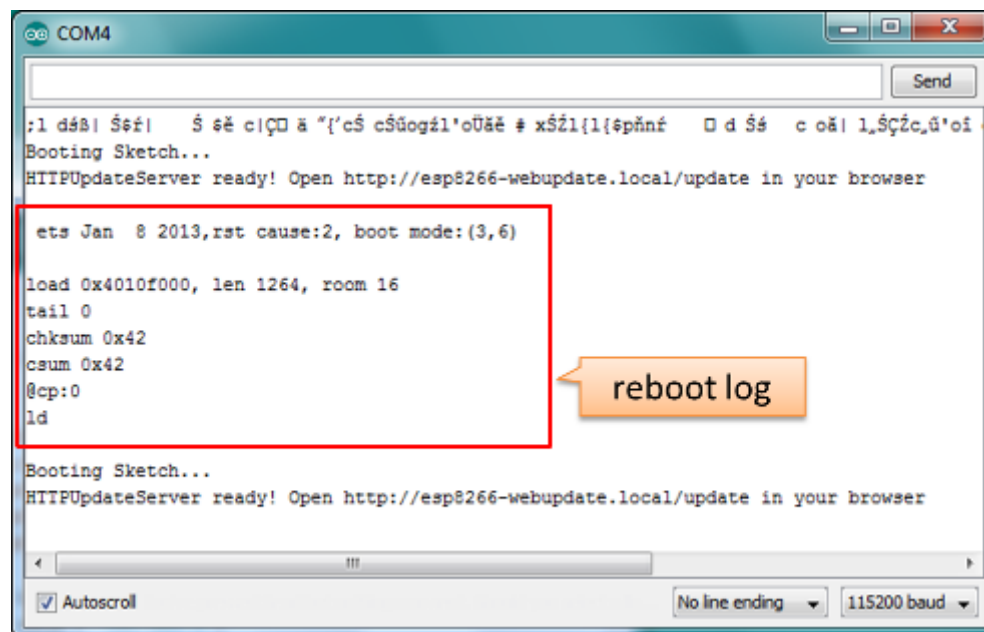 COM4
Send
Booting Sketch...
HTTPUpdateServer ready! Open http://esp8266-webupdate.local/update in your browser
ets Jan  8 2013,rst cause:2, boot mode:(3,6)
load 0x4010f000, len 1264, room 16
tail 0
chksum 0x42
csum 0x42
@cp:0
ld
reboot log
Booting Sketch...
HTTPUpdateServer ready! Open http://esp8266-webupdate.local/update in your browser
Autoscroll
No line ending
115200 baud